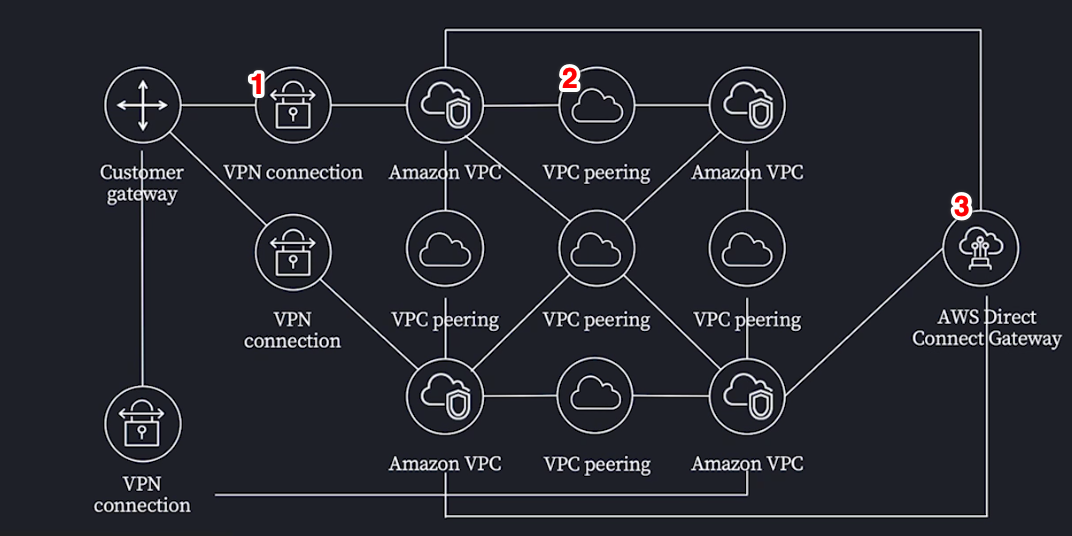 1
2
3
Customer
gateway
VPN connection
Amazon VPC
VPC peering
Amazon VPC
VPN
connection
VPC peering
VPC peering
VPC peering
AWS Direct
Connect Gateway
VPN
connection
Amazon VPC
VPC peering
Amazon VPC